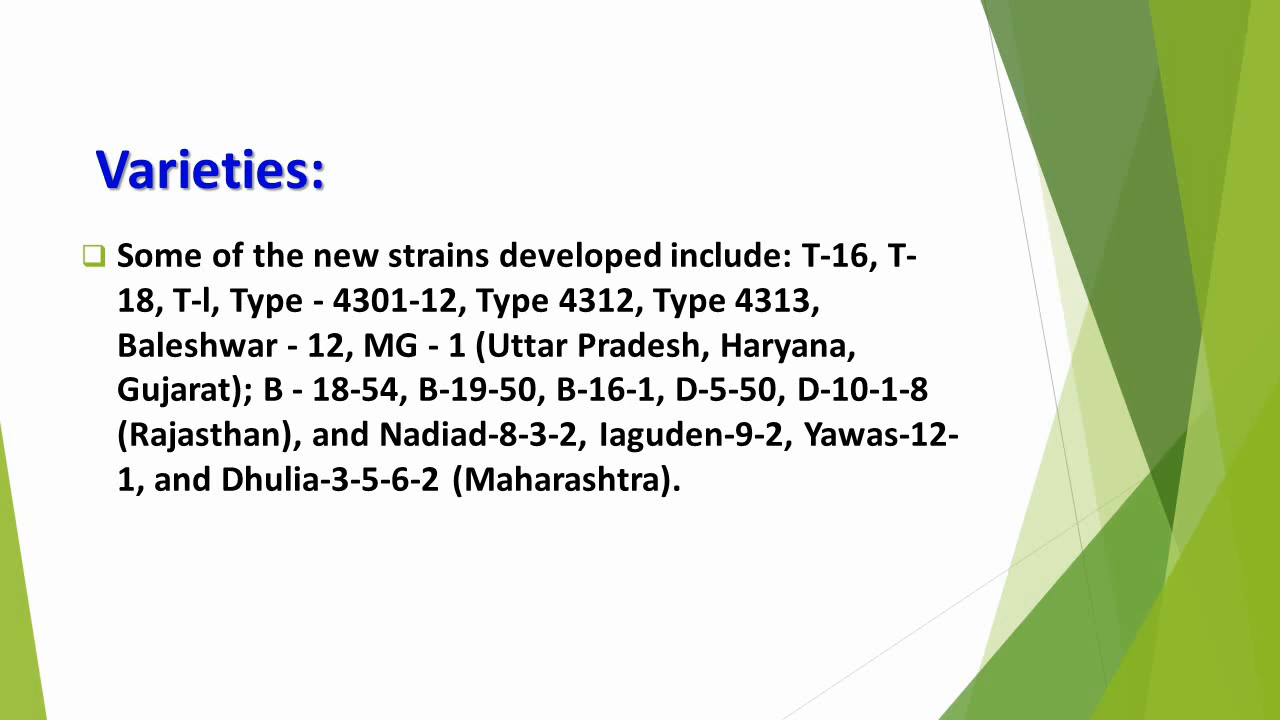 Varieties:
Some of the new strains developed include: T-16, T-
18, T-l, Type - 4301-12, Type 4312, Type 4313,
Baleshwar - 12, MG - 1 (Uttar Pradesh, Haryana,
Gujarat); B - 18-54, B-19-50, B-16-1, D-5-50, D-10-1-8
(Rajasthan), and Nadiad-8-3-2, Iaguden-9-2, Yawas-12-
1, and Dhulia-3-5-6-2 (Maharashtra).